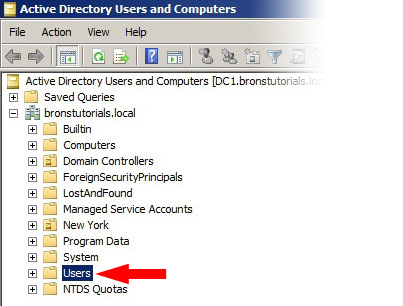 Active Directory Users and Computers
File Action View Help
Active Directory Users and Computers [DC1.bronstutorials.loc
Saved Queries
bronstutorials.local
Builtin
Computers
Domain Controllers
ForeignSecurityPrincipals
LostAndFound
Managed Service Accounts
New York
Program Data
System
Users
NTDS Quotas